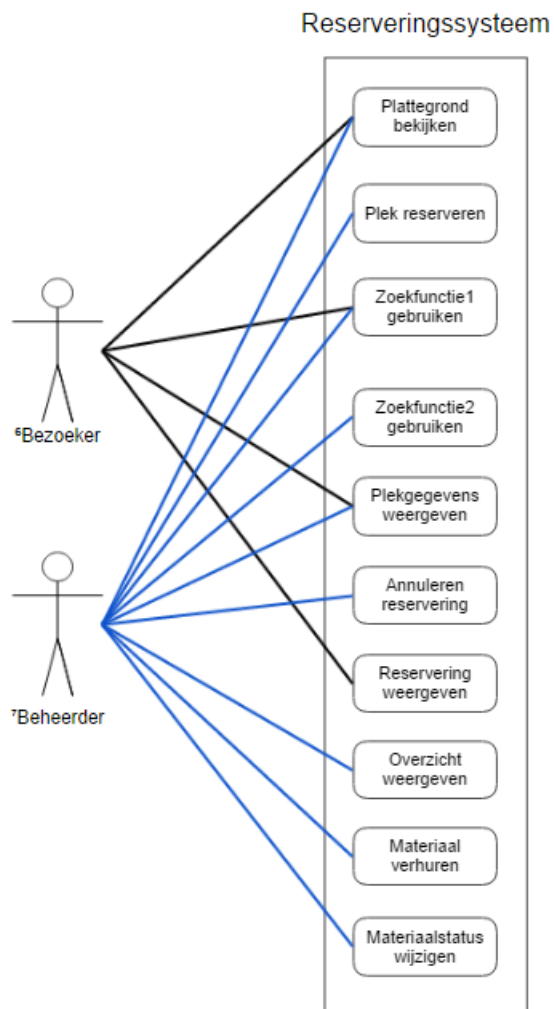 Reserveringssysteem
Plattegrond
bekijken
Plek reserveren
Zoekfunctie1
gebruiken
Zoekfunctie2
gebruiken
⁶Bezoeker
Plekgegevens
weergeven
Annuleren
reservering
Reservering
weergeven
⁷Beheerder
Overzicht
weergeven
Materiaal
verhuren
Materiaalstatus
wijzigen